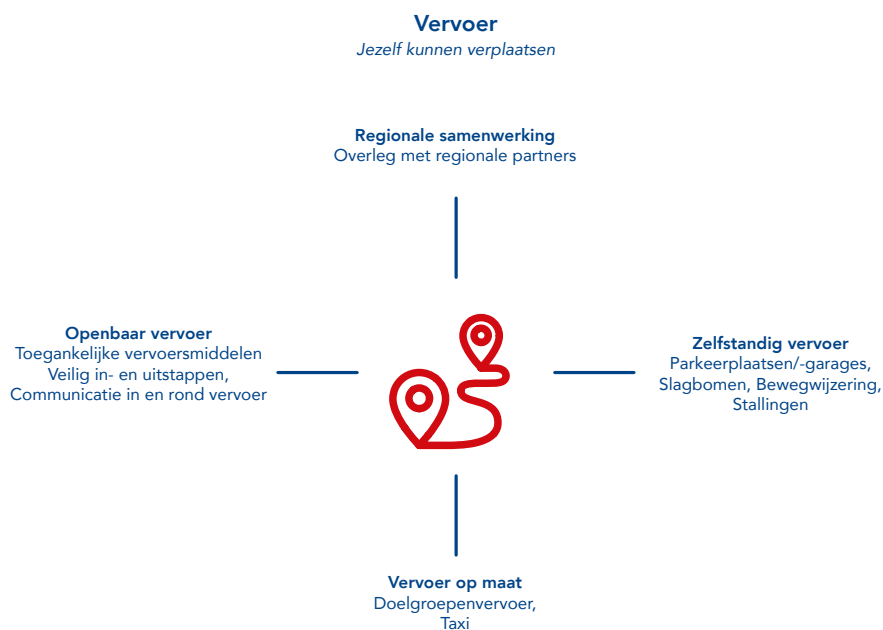 Vervoer
Jezelf kunnen verplaatsen
Regionale samenwerking
Overleg met regionale partners
Openbaar vervoer
Toegankelijke vervoersmiddelen
Veilig in- en uitstappen,
Communicatie in en rond vervoer
Zelfstandig vervoer
Parkeerplaatsen/-garages,
Slagbomen, Bewegwijzering,
Stallingen
Vervoer op maat
Doelgroepenvervoer,
Taxi